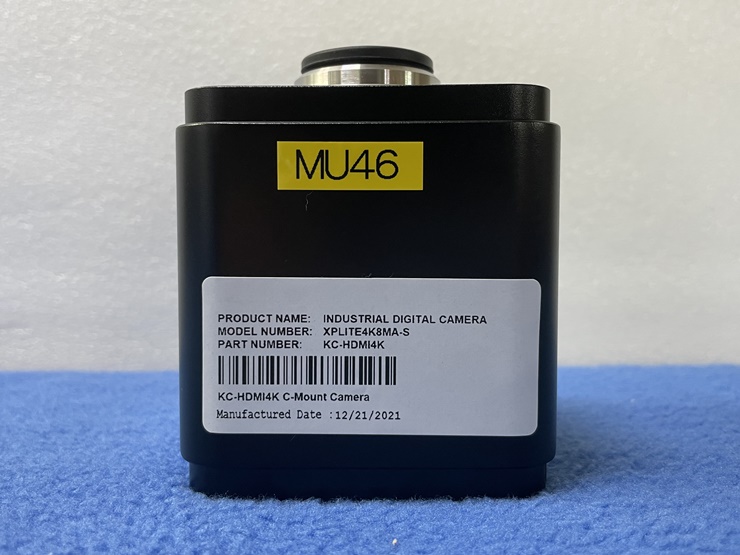 MU46
PRODUCT NAME: INDUSTRIAL DIGITAL CAMERA
MODEL NUMBER: XPLITE4K8MA-S
PART NUMBER: KC-HDMI4K
KC-HDMI4K C-Mount Camera
Manufactured Date :12/21/2021